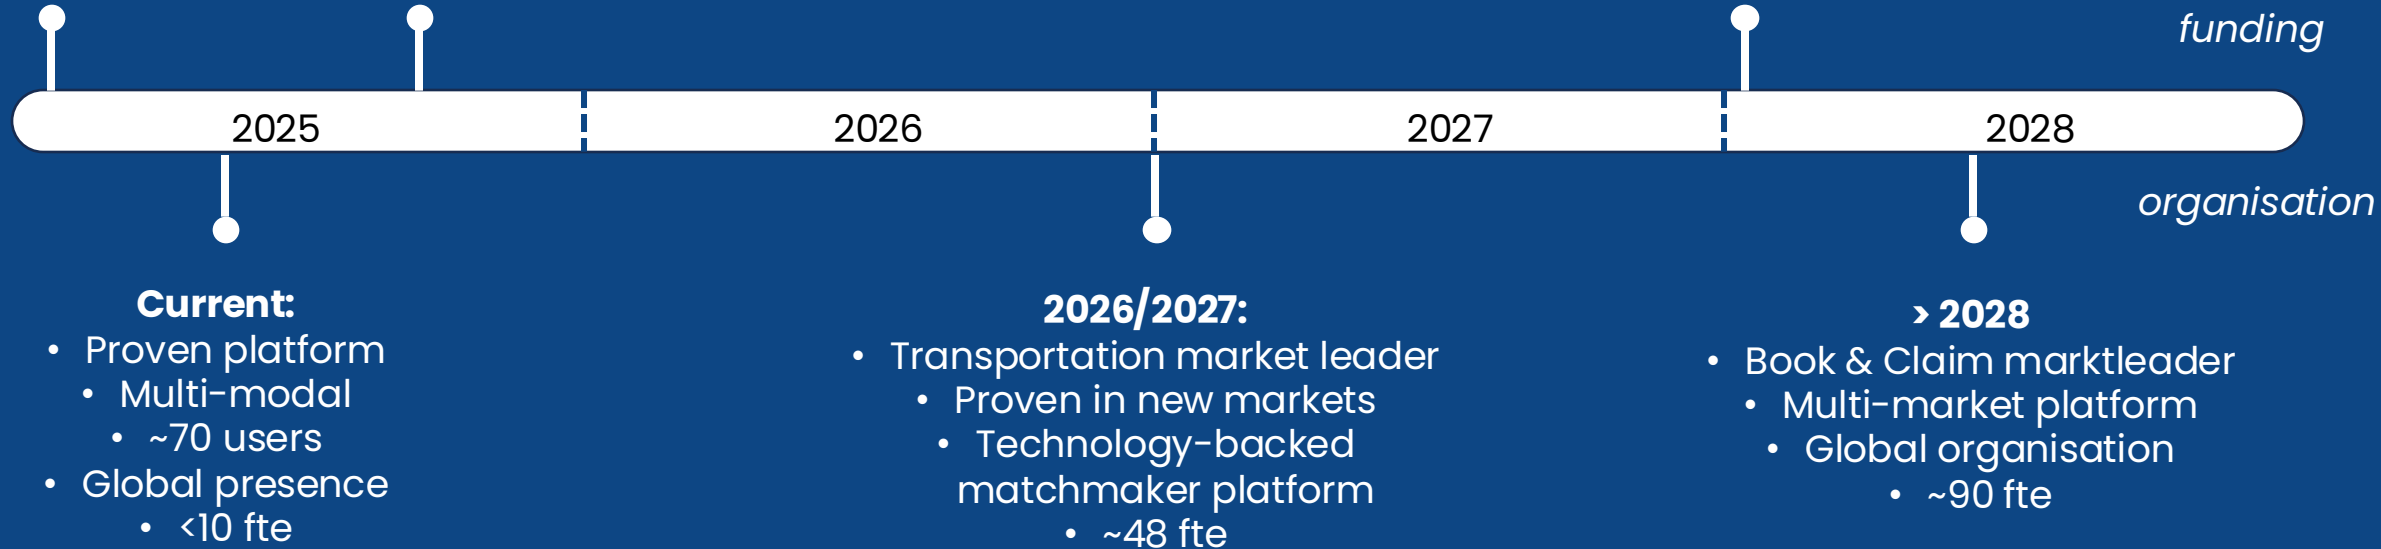 funding
2025
2026
2027
2028
organisation
Current:
• Proven platform
• Multi-modal
• ~70 users
• Global presence
• <10 fte
2026/2027:
• Transportation market leader
• Proven in new markets
• Technology-backed
matchmaker platform
• ~48 fte
> 2028
• Book & Claim marktleader
• Multi-market platform
• Global organisation
• ~90 fte